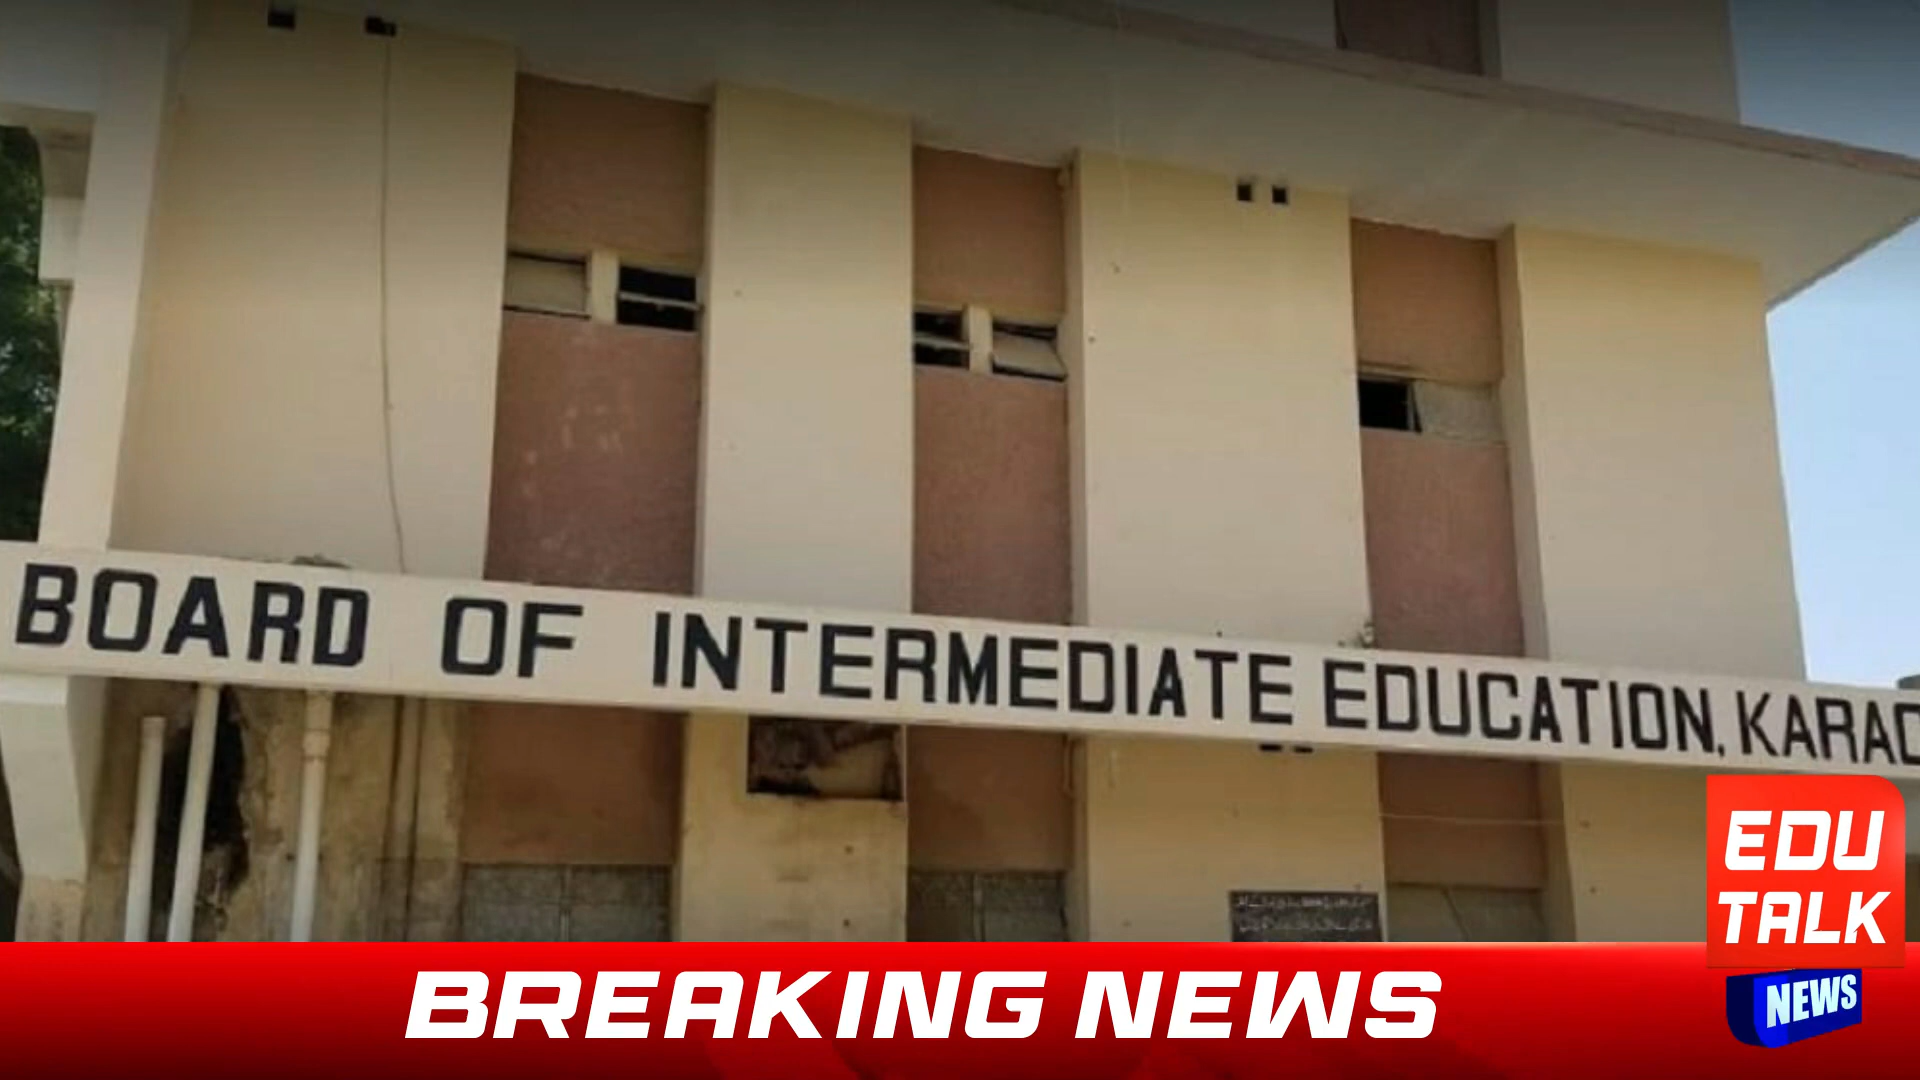 BOARD OF INTERMEDIATE EDUCATION, KARAC
EDU
TALK
NEWS
BREAKING NEWS